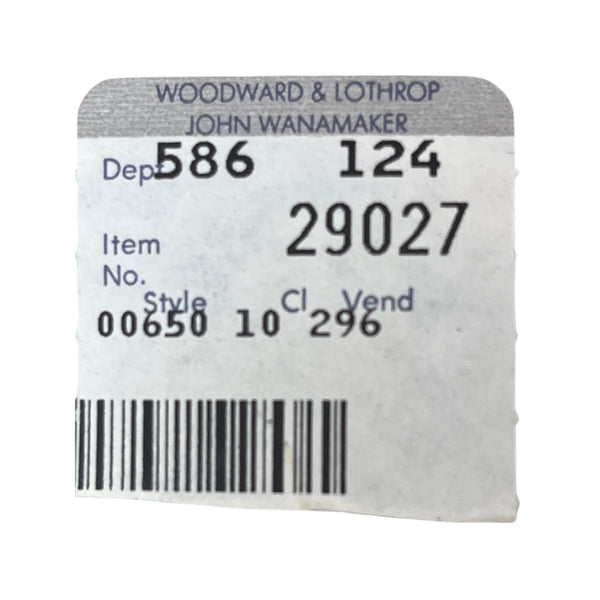 WOODWARD & LOTHROP
JOHN WANAMAKER
Dept 586 124
Item 29027
No.
Style Cl Vend
00650 10 296